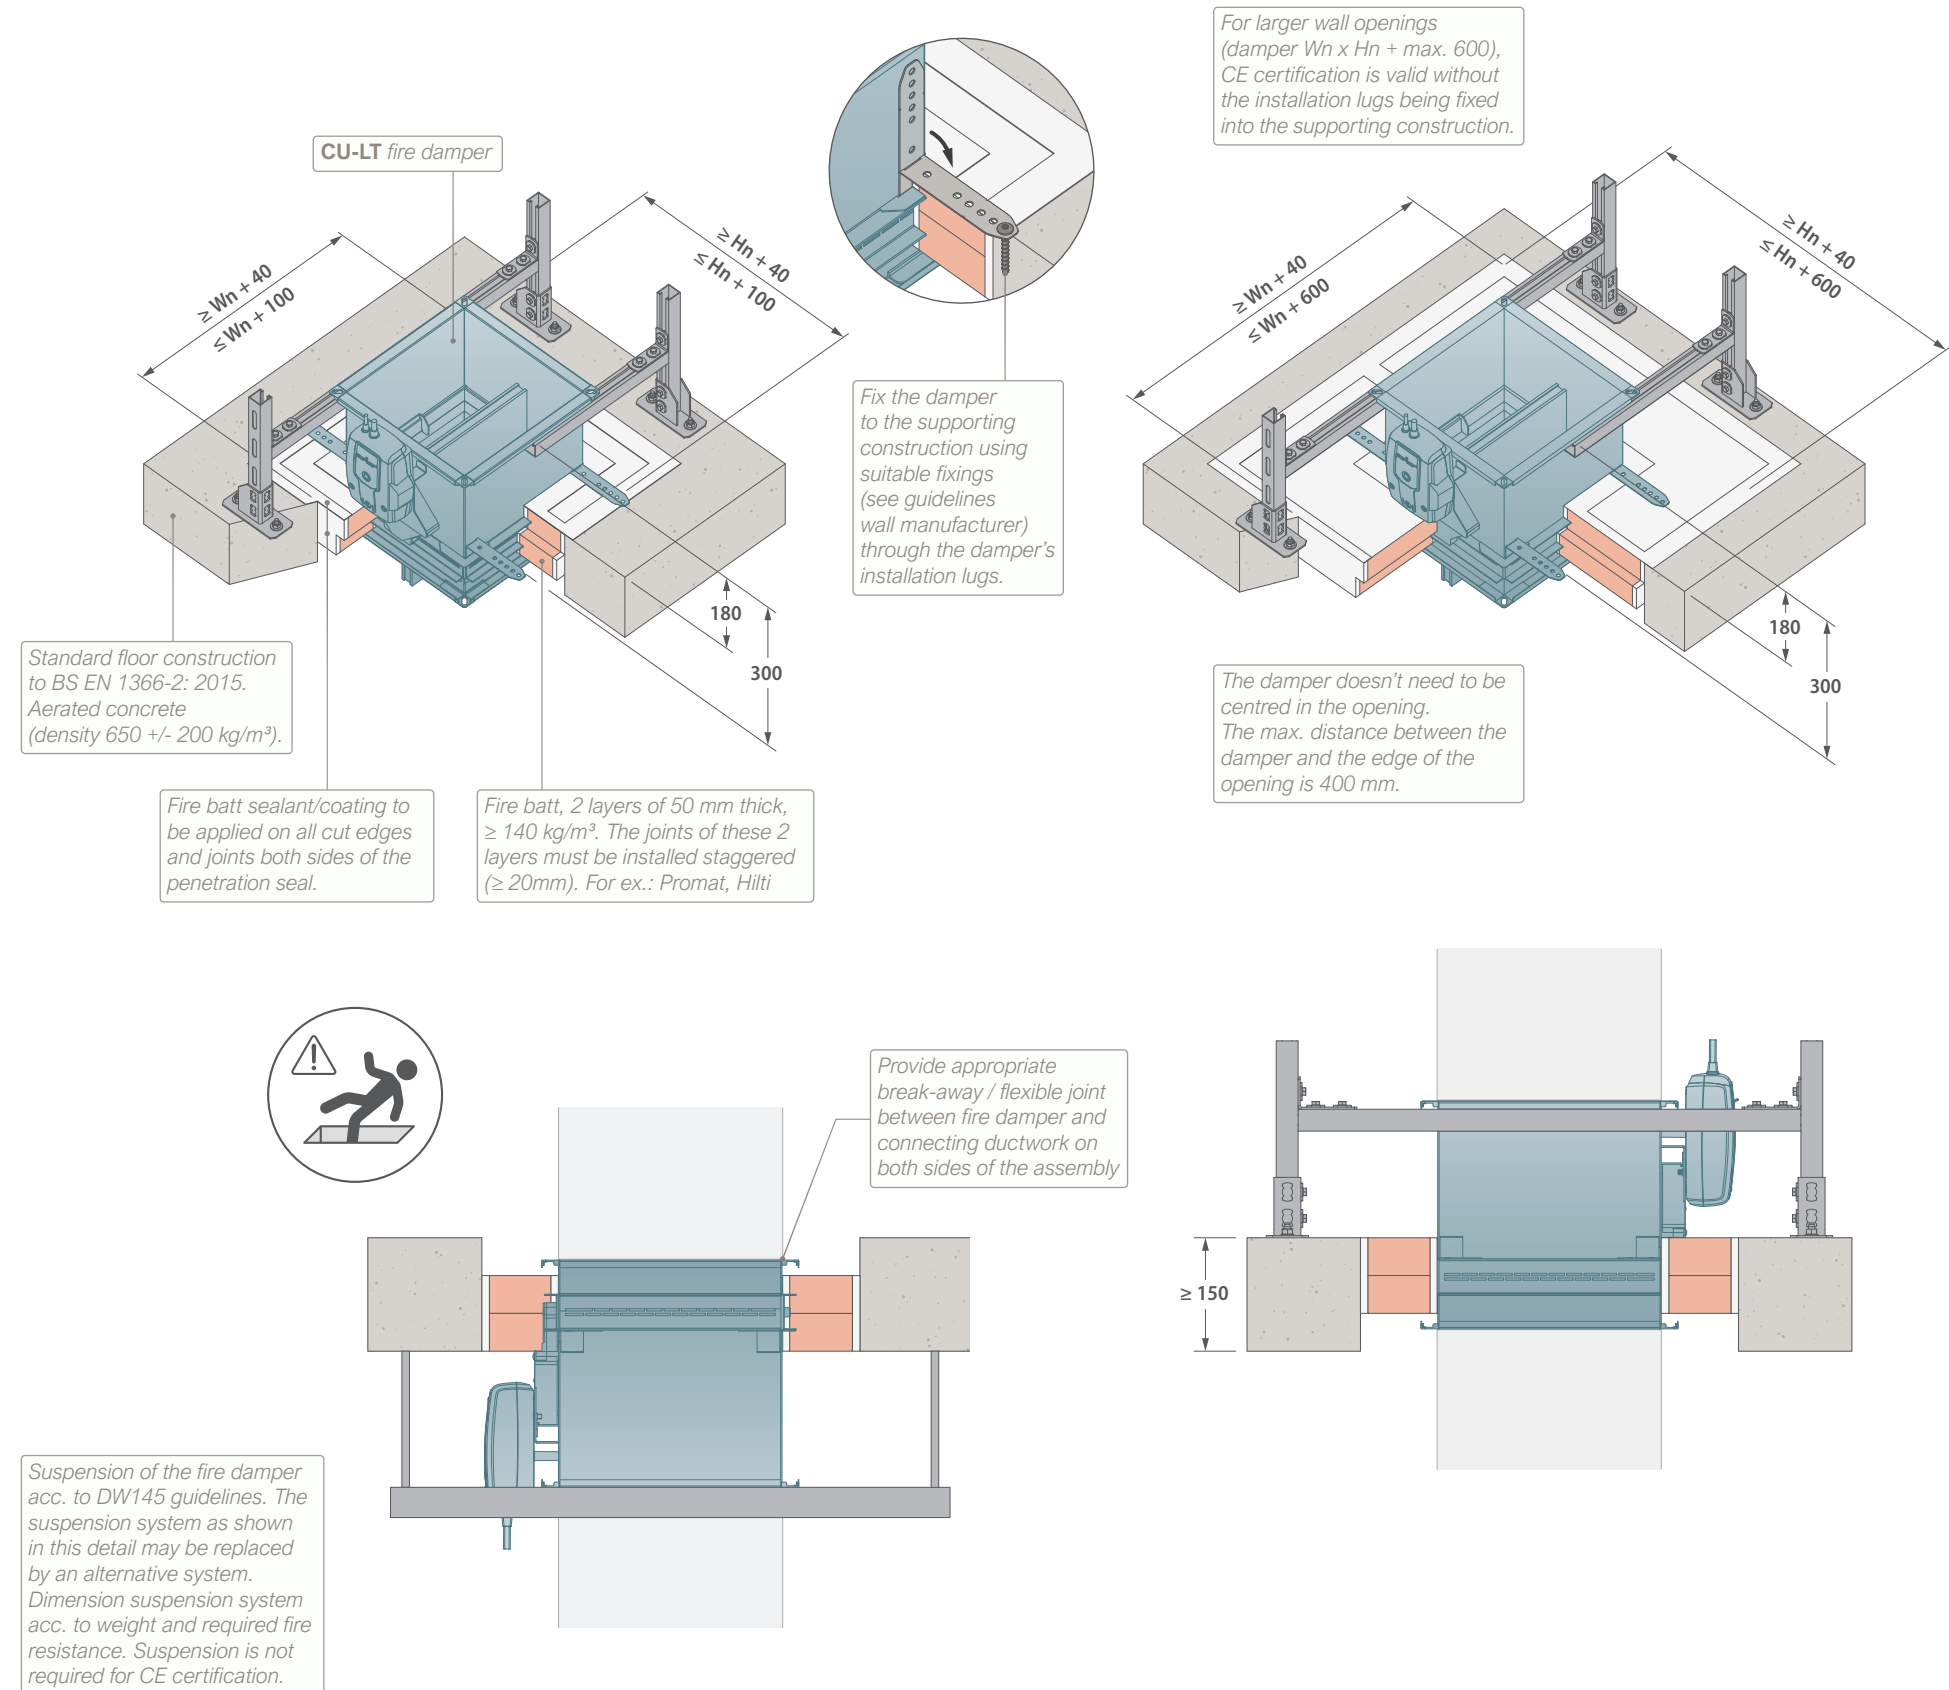 For larger wall openings
(damper Wn x Hn + max. 600),
CE certification is valid without
the installation lugs being fixed
into the supporting construction.
CU-LT fire damper
≥ Wn + 40
≤ Wn + 100
≥ Hn + 40
≤ Hn + 100
≥ Wn + 40
≤ Wn + 600
≥ Hn + 40
≤ Hn + 600
Fix the damper
to the supporting
construction using
suitable fixings
(see guidelines
wall manufacturer)
through the damper's
installation lugs.
180
300
180
300
Standard floor construction
to BS EN 1366-2: 2015.
Aerated concrete
(density 650 +/- 200 kg/m³).
The damper doesn't need to be
centred in the opening.
The max. distance between the
damper and the edge of the
opening is 400 mm.
Fire batt sealant/coating to
be applied on all cut edges
and joints both sides of the
penetration seal.
Fire batt, 2 layers of 50 mm thick,
≥ 140 kg/m³. The joints of these 2
layers must be installed staggered
(≥ 20mm). For ex.: Promat, Hilti
!
Provide appropriate
break-away / flexible joint
between fire damper and
connecting ductwork on
both sides of the assembly
≥ 150
Suspension of the fire damper
acc. to DW145 guidelines. The
suspension system as shown
in this detail may be replaced
by an alternative system.
Dimension suspension system
acc. to weight and required fire
resistance. Suspension is not
required for CE certification.